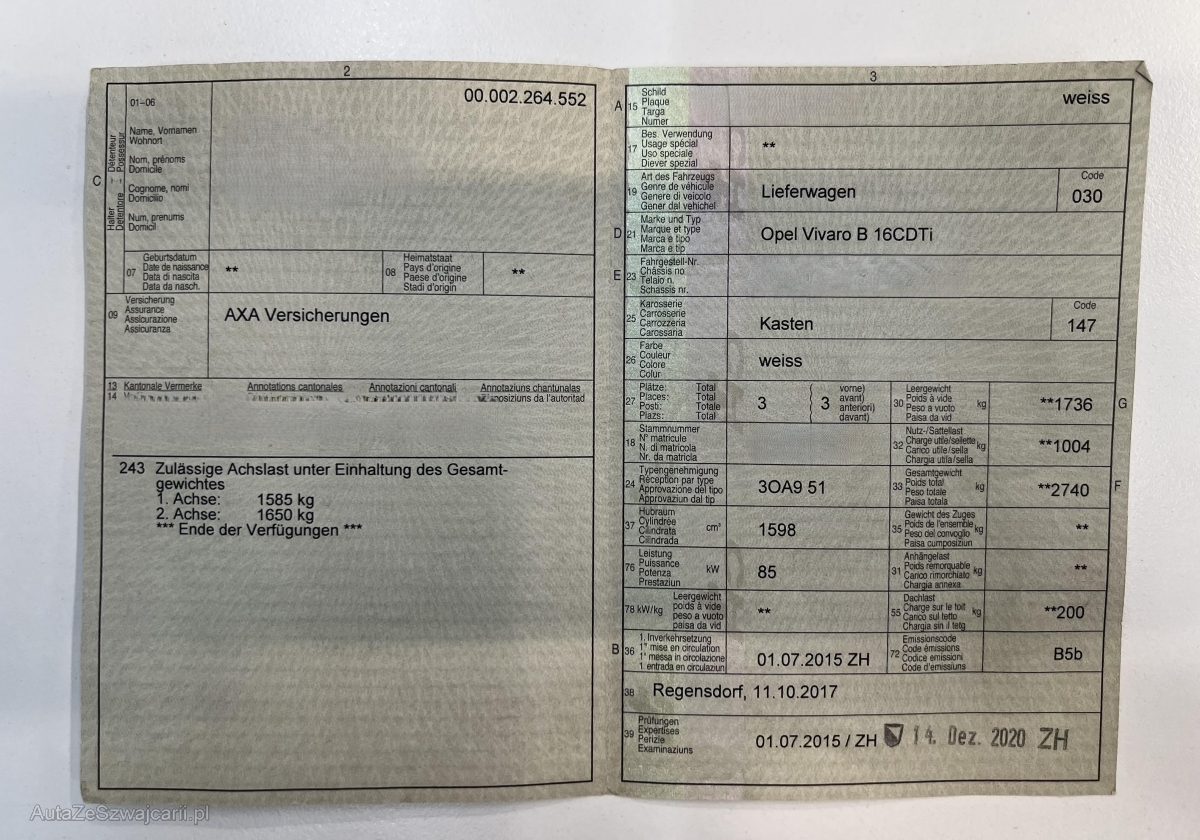 2
00.002.264.552
C
Halter Détenteur
Detentore Possessur
01–06
Name, Vornamen
Wohnort
Nom, prénoms
Domicile
Cognome, nomi
Domicilio
Num, prenums
Domicil
07
Geburtsdatum
Date de naissance
Data di nascita
Data da nasch.
**
08
Heimatstaat
Pays d'origine
Paese d'origine
Stadi d'origin
**
09
Versicherung
Assurance
Assicurazione
Assicuranza
AXA Versicherungen
13 Kantonale Vermerke Annotations cantonales Annotazioni cantonali Annotaziuns chantunalas
14
243 Zulässige Achslast unter Einhaltung des Gesamt-
gewichtes
1. Achse: 1585 kg
2. Achse: 1650 kg
*** Ende der Verfügungen ***
3
A 15
Schild
Plaque
Targa
Numer
weiss
17
Bes. Verwendung
Usage spécial
Uso speciale
Diever spezial
**
19
Art des Fahrzeugs
Genre de véhicule
Genere di veicolo
Gener dal vehichel
Lieferwagen
Code
030
D 21
Marke und Typ
Marque et type
Marca e tipo
Marca e tip
Opel Vivaro B 16CDTi
E 23
Fahrgestell-Nr.
Châssis no
Telaio n.
Schassis nr.
25
Karosserie
Carrosserie
Carrozzeria
Carossaria
Kasten
Code
147
26
Farbe
Couleur
Colore
Colur
weiss
27
Plätze: Total
Places: Total
Posti: Totale
Plazs: Total
3
( 3 vorne)
avant)
anteriori)
davant)
30
Leergewicht
Poids à vide
Peso a vuoto
Paisa da vid
kg
**1736
G
18
Stammnummer
N° matricule
N. di matricola
Nr. da matricla
32
Nutz-/Sattellast
Charge utile/sellette
Carico utile/sella
Chargia utila/sella
kg
**1004
24
Typengenehmigung
Réception par type
Approvazione del tipo
Approvaziun dal tip
3OA9 51
33
Gesamtgewicht
Poids total
Peso totale
Paisa totala
kg
**2740
F
37
Hubraum
Cylindrée
Cilindrata
Cilindrada
cm³
1598
35
Gewicht des Zuges
Poids de l'ensemble
Peso del convoglio
Paisa cumposiziun
kg
**
76
Leistung
Puissance
Potenza
Prestaziun
kW
85
31
Anhängelast
Poids remorquable
Carico rimorchiato
Chargia annexa
kg
**
78 kW/kg
Leergewicht
poids à vide
peso a vuoto
paisa da vid
**
55
Dachlast
Charge sur le toit
Carico sul tetto
Chargia sin il tetg
kg
**200
B 36
1. Inverkehrsetzung
1re mise en circulation
1a messa in circolazione
1 entrada en circulaziun
01.07.2015 ZH
72
Emissionscode
Code émissions
Codice emissioni
Code d'emissiuns
B5b
38
Regensdorf, 11.10.2017
39
Prüfungen
Expertises
Perizie
Examinaziuns
01.07.2015 / ZH 14. Dez. 2020 ZH
AutaZeSzwajcarii.pl